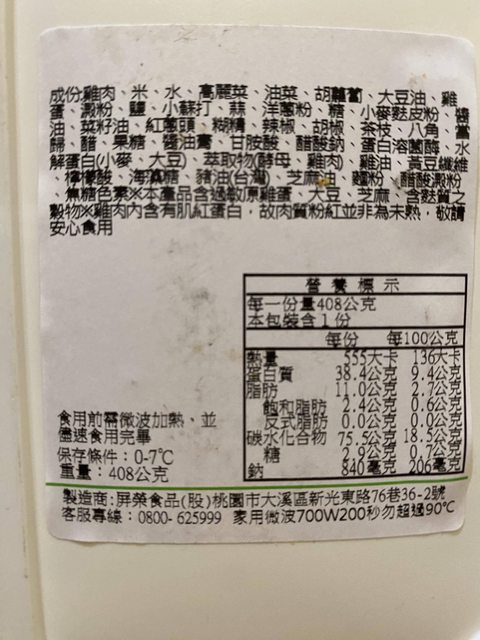 成份:雞肉、米、水、高麗菜、油菜、胡蘿蔔、大豆油、雞
蛋、澱粉、鹽、小蘇打、蒜、洋蔥粉、糖、小麥麩皮粉、醬
油、菜籽油、紅蔥頭、糊精、辣椒、胡椒、茶枝、八角、當
歸、醋、果糖、醬油膏、甘胺酸、醋酸鈉、蛋白溶菌酶、水
解蛋白(小麥、大豆)、萃取物(酵母、雞肉)、雞油、黃豆纖維
、檸檬酸、海藻糖、豬油(台灣)、芝麻油、麵粉、醋酸澱粉
、焦糖色素※本產品含過敏原雞蛋、大豆、芝麻、含麩質之
穀物※雞肉內含有肌紅蛋白，故肉質粉紅並非為未熟，敬請
安心食用
營養標示
每一份量408公克
本包裝含1份
每份 每100公克
熱量 555大卡 136大卡
蛋白質 38.4公克 9.4公克
脂肪 11.0公克 2.7公克
飽和脂肪 2.4公克 0.6公克
反式脂肪 0.0公克 0.0公克
碳水化合物 75.5公克 18.5公克
糖 2.9公克 0.7公克
鈉 840毫克 206毫克
食用前需微波加熱、並
儘速食用完畢
保存條件：0-7℃
重量：408公克
製造商:屏榮食品(股)桃園市大溪區新光東路76巷36-2號
客服專線：0800-625999 家用微波700W200秒勿超過90℃